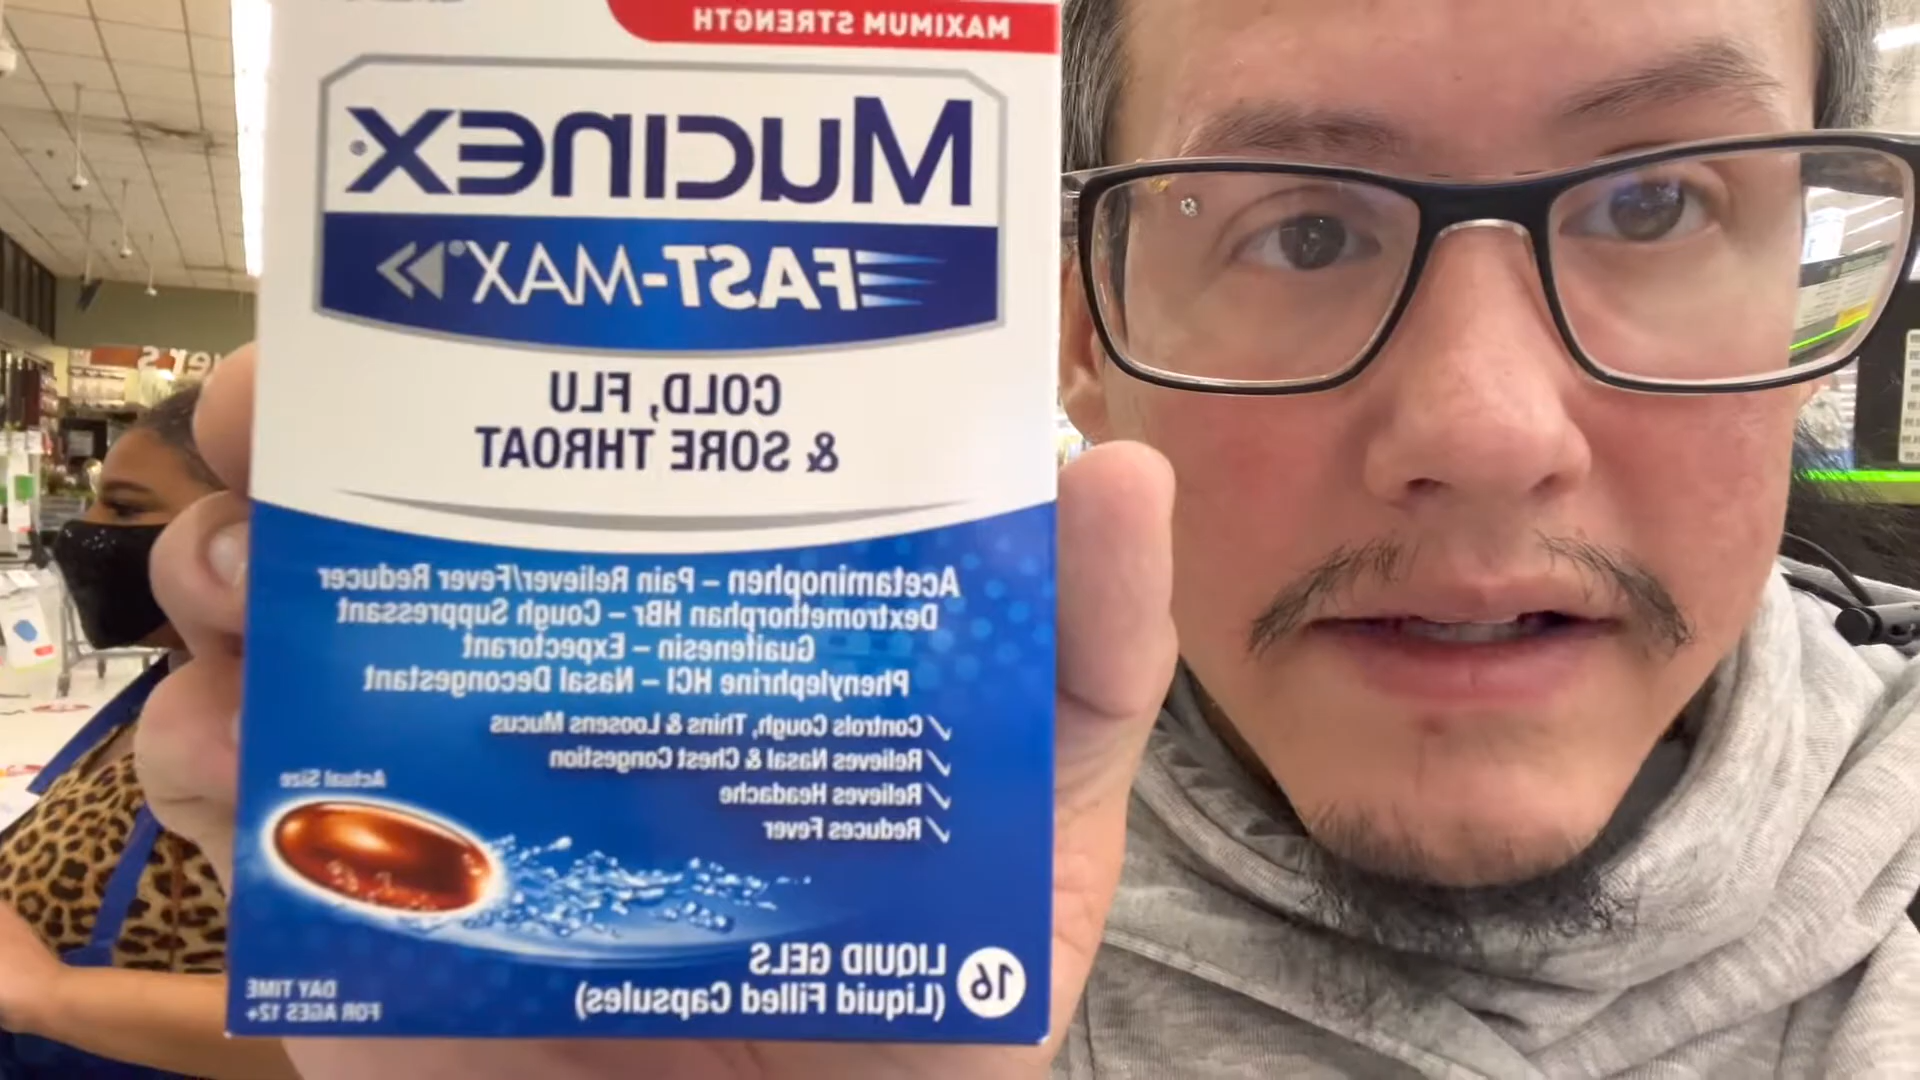 MAXIMUM STRENGTH
Mucinex®
FAST-MAX®
COLD, FLU
& SORE THROAT
Acetaminophen – Pain Reliever/Fever Reducer
Dextromethorphan HBr – Cough Suppressant
Guaifenesin – Expectorant
Phenylephrine HCl – Nasal Decongestant
✓ Controls Cough, Thins & Loosens Mucus
✓ Relieves Nasal & Chest Congestion
✓ Relieves Headache
✓ Reduces Fever
Actual Size
16 LIQUID GELS
(Liquid Filled Capsules)
DAY TIME
FOR AGES 12+